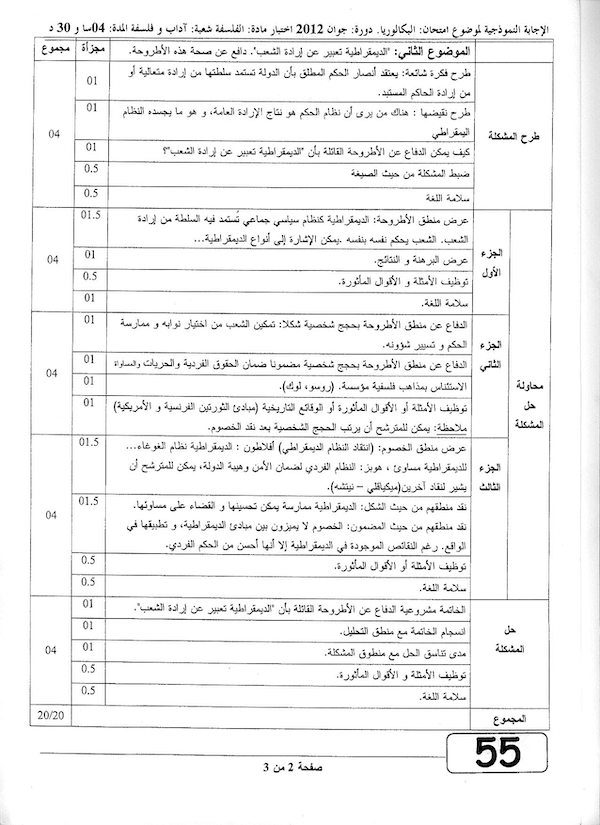 الإجابة النموذجية لموضوع امتحان: البكالوريا. دورة: جوان 2012 اختبار مادة: الفلسفة شعبة: آداب و فلسفة المدة: 04سا و 30 د
الموضوع الثاني: "الديمقراطية تعبير عن إرادة الشعب". دافع عن صحة هذه الأطروحة. مجزأة مجموع
طرح المشكلة
طرح فكرة شائعة: يعتقد أنصار الحكم المطلق بأن الدولة تستمد سلطتها من إرادة متعالية أو 01
من إرادة الحاكم المستبد.
طرح نقيضها : هناك من يرى أن نظام الحكم هو نتاج الإرادة العامة، و هو ما يجسده النظام 01
اليمقراطي
كيف يمكن الدفاع عن الأطروحة القائلة بأن "الديمقراطية تعبير عن إرادة الشعب"؟ 01
ضبط المشكلة من حيث الصيغة 0.5
سلامة اللغة 0.5
04
محاولة حل المشكلة
الجزء الأول
عرض منطق الأطروحة: الديمقراطية كنظام سياسي جماعي تُستمد فيه السلطة من إرادة 01.5
الشعب. الشعب يحكم نفسه بنفسه .يمكن الإشارة إلى أنواع الديمقراطية...
عرض البرهنة و النتائج. 01
توظيف الأمثلة و الأقوال المأثورة. 0.5
سلامة اللغة. 01
04
الجزء الثاني
الدفاع عن منطق الأطروحة بحجج شخصية شكلا: تمكين الشعب من اختيار نوابه و ممارسة 01
الحكم و تسيير شؤونه.
الدفاع عن منطق الأطروحة بحجج شخصية مضمونا ضمان الحقوق الفردية والحريات والمساواة 01
الاستئناس بمذاهب فلسفية مؤسسة. (روسو، لوك). 01
توظيف الأمثلة أو الأقوال المأثورة أو الوقائع التاريخية (مبادئ الثورتين الفرنسية و الأمريكية) 01
ملاحظة: يمكن للمترشح أن يرتب الحجج الشخصية بعد نقد الخصوم.
04
الجزء الثالث
عرض منطق الخصوم: (انتقاد النظام الديمقراطي) أفلاطون : الديمقراطية نظام الغوغاء... 01.5
للديمقراطية مساوئ ، هوبز: النظام الفردي لضمان الأمن وهيبة الدولة، يمكن للمترشح أن
يشير لنقاد آخرين(ميكيافلي – نيتشه).
نقد منطقهم من حيث الشكل: الديمقراطية ممارسة يمكن تحسينها و القضاء على مساوئها. 01.5
نقد منطقهم من حيث المضمون: الخصوم لا يميزون بين مبادئ الديمقراطية، و تطبيقها في
الواقع. رغم النقائص الموجودة في الديمقراطية إلا أنها أحسن من الحكم الفردي.
توظيف الأمثلة أو الأقوال المأثورة. 0.5
سلامة اللغة. 0.5
04
حل المشكلة
الخاتمة مشروعية الدفاع عن الأطروحة القائلة بأن "الديمقراطية تعبير عن إرادة الشعب". 01
انسجام الخاتمة مع منطق التحليل. 01
مدى تناسق الحل مع منطوق المشكلة. 01
توظيف الأمثلة و الأقوال المأثورة. 0.5
سلامة اللغة. 0.5
04
المجموع 20/20
55
صفحة 2 من 3